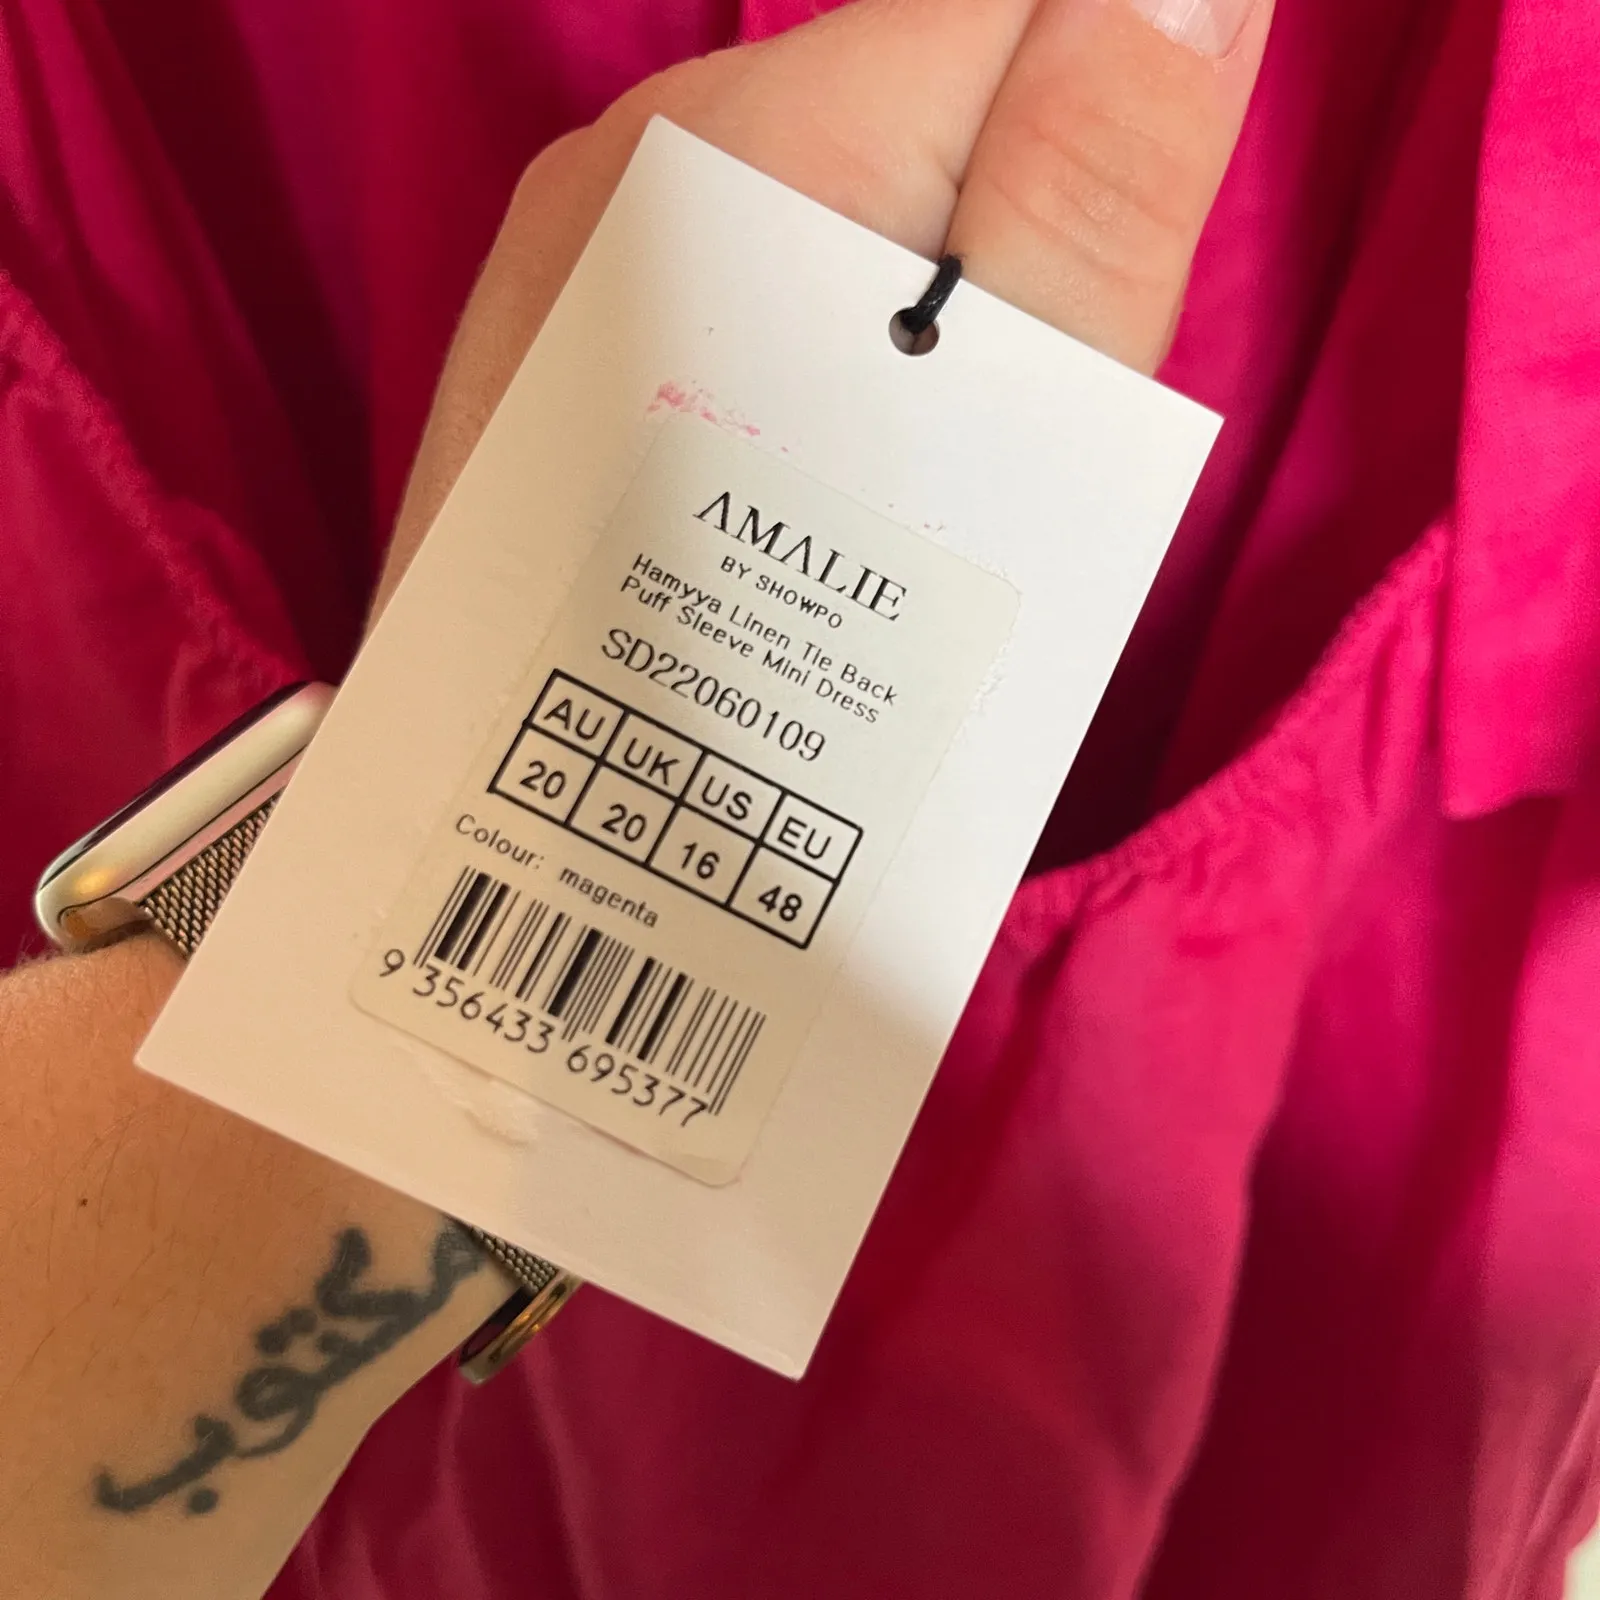 AMALIE
BY SHOWPO
Hamyya Linen Tie Back
Puff Sleeve Mini Dress
SD22060109
AU UK US EU
20 20 16 48
Colour: magenta
9 356433 695377
مكتوب